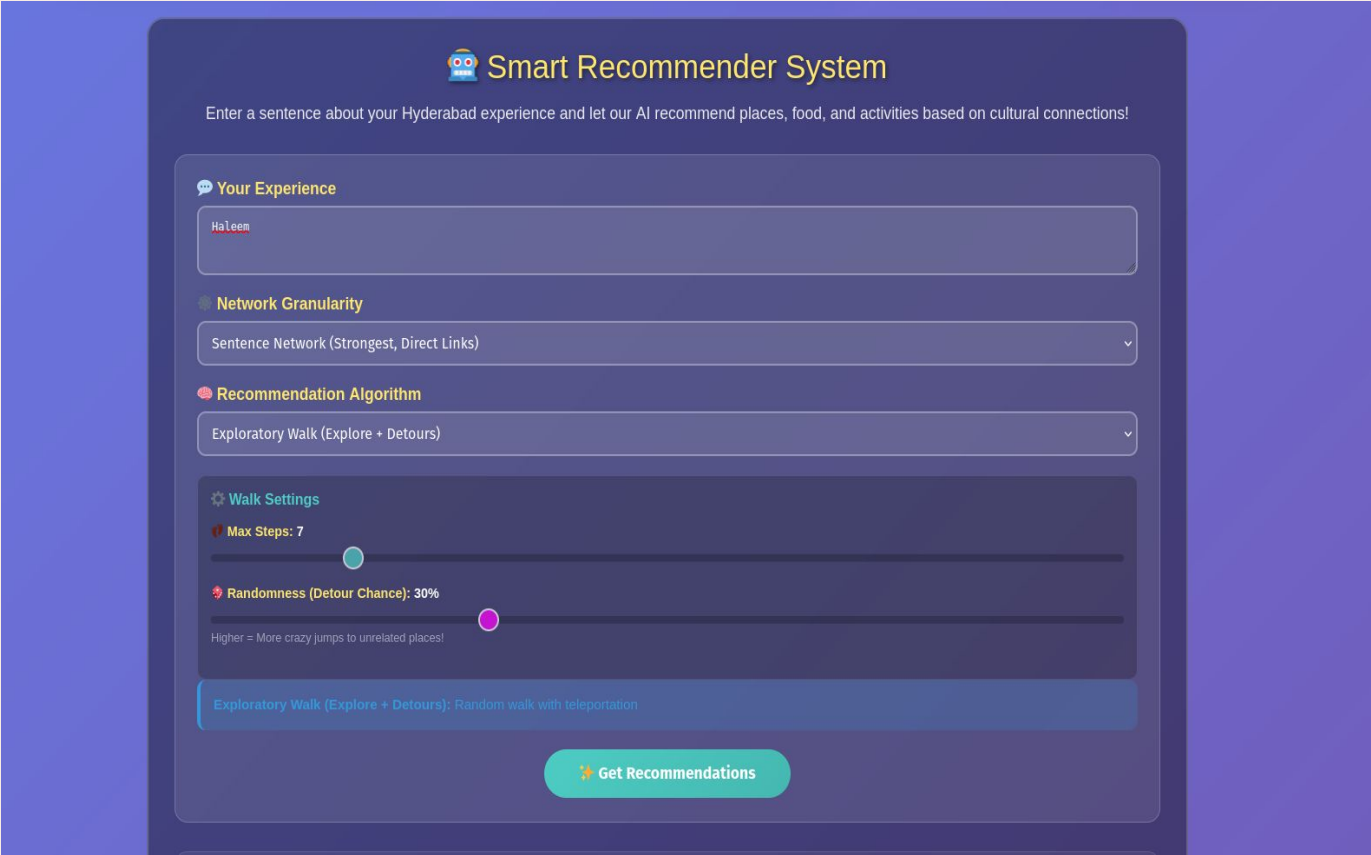 Smart Recommender System
Enter a sentence about your Hyderabad experience and let our AI recommend places, food, and activities based on cultural connections!
Your Experience
Haleem
Network Granularity
Sentence Network (Strongest, Direct Links)
Recommendation Algorithm
Exploratory Walk (Explore + Detours)
Walk Settings
Max Steps: 7
Randomness (Detour Chance): 30%
Higher = More crazy jumps to unrelated places!
Exploratory Walk (Explore + Detours): Random walk with teleportation
Get Recommendations